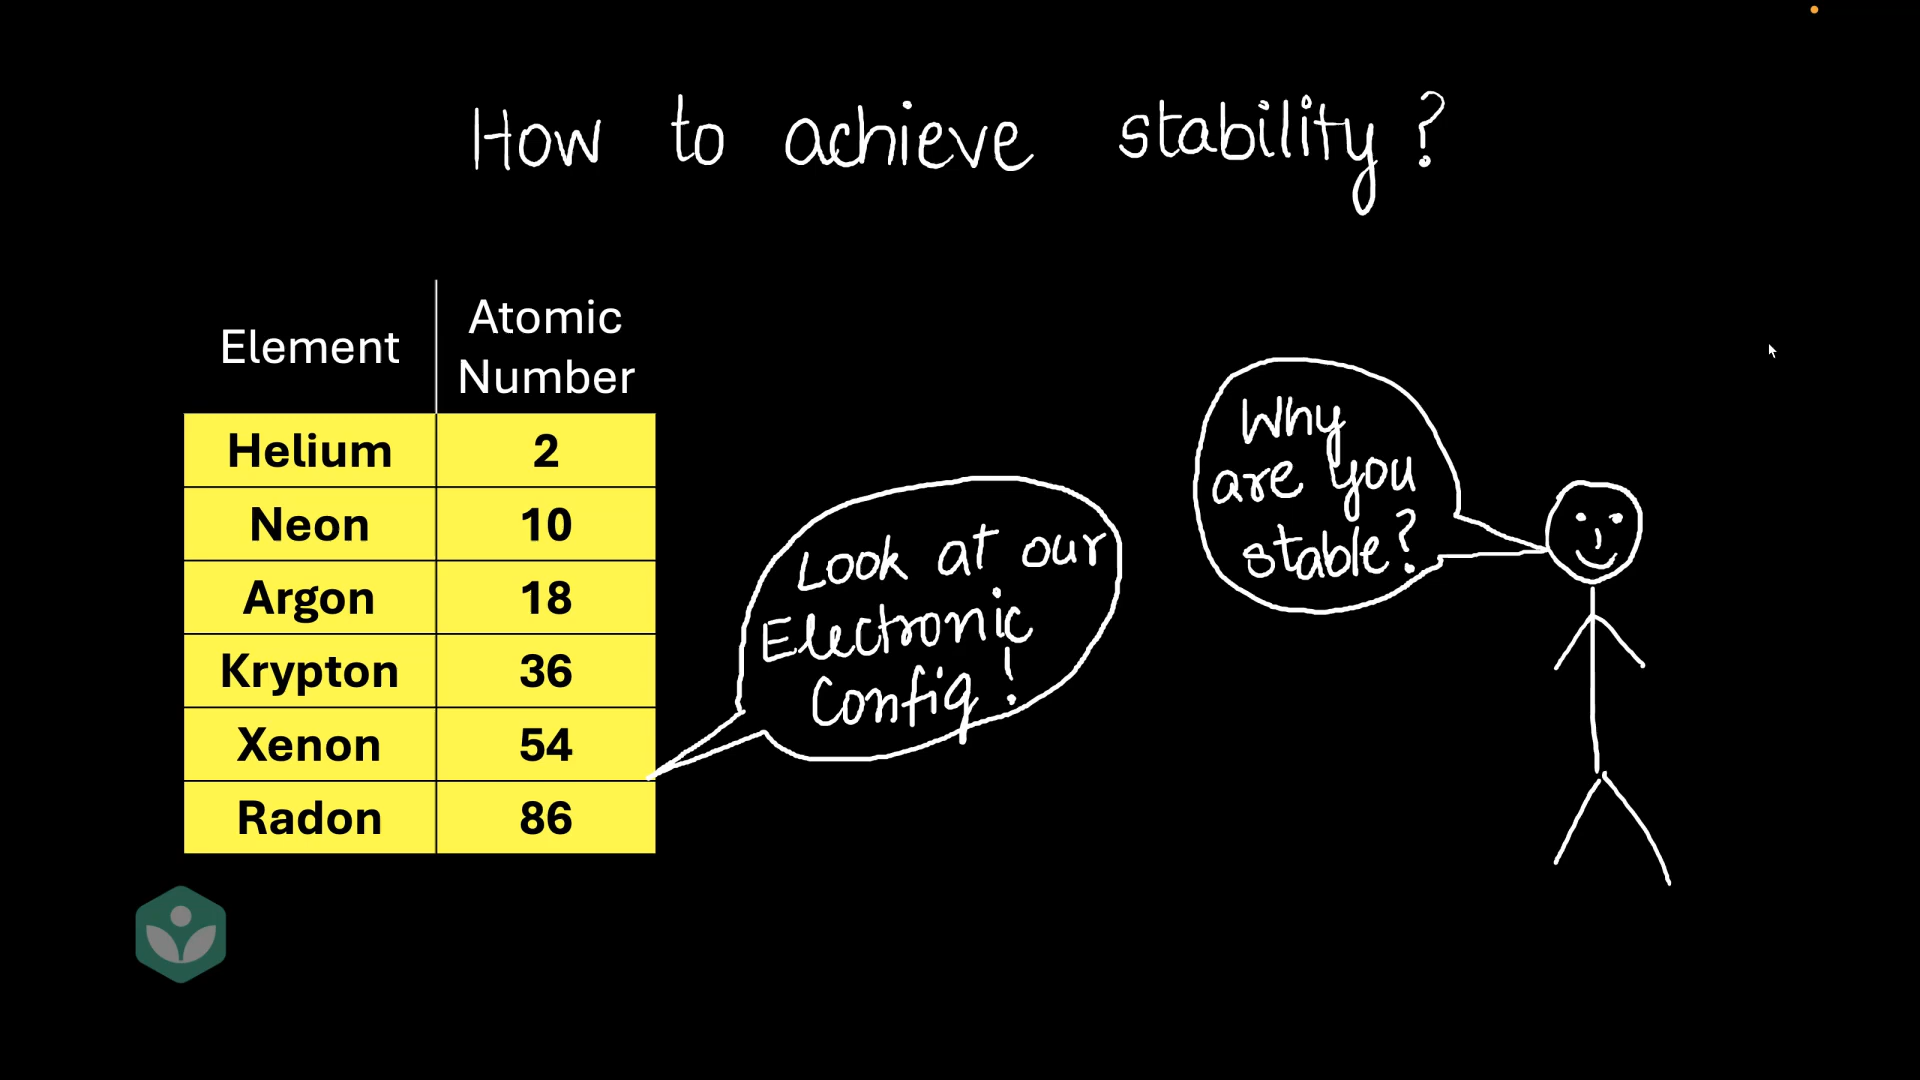 How to achieve stability?
Element Atomic Number
Helium 2
Neon 10
Argon 18
Krypton 36
Xenon 54
Radon 86
Look at our
Electronic
Config!
Why
are you
stable?